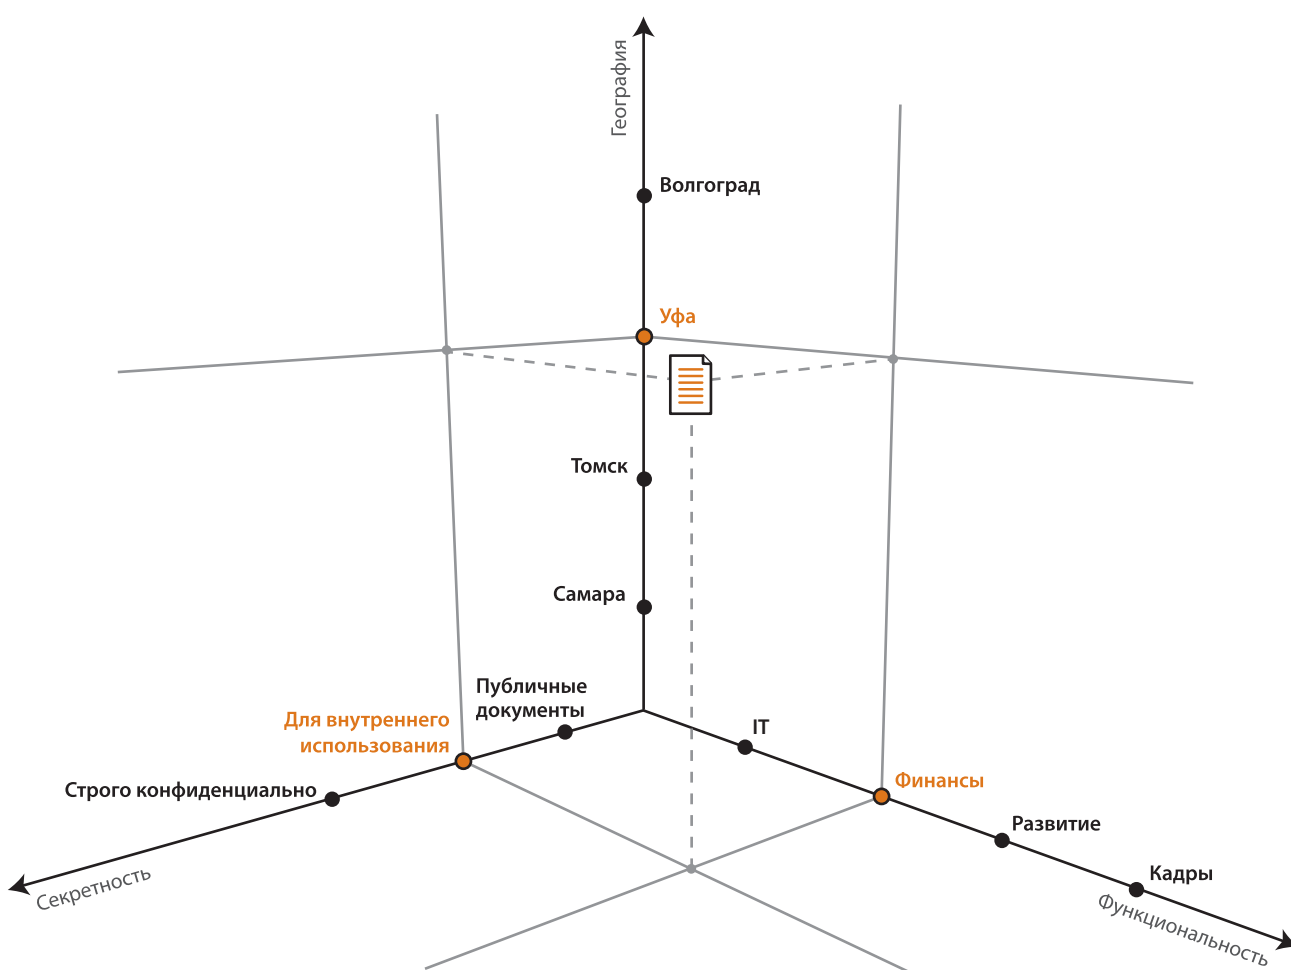 География
Волгоград
Уфа
Томск
Самара
Публичные
документы
Для внутреннего
использования
Строго конфиденциально
Секретность
IT
Финансы
Развитие
Кадры
Функциональность